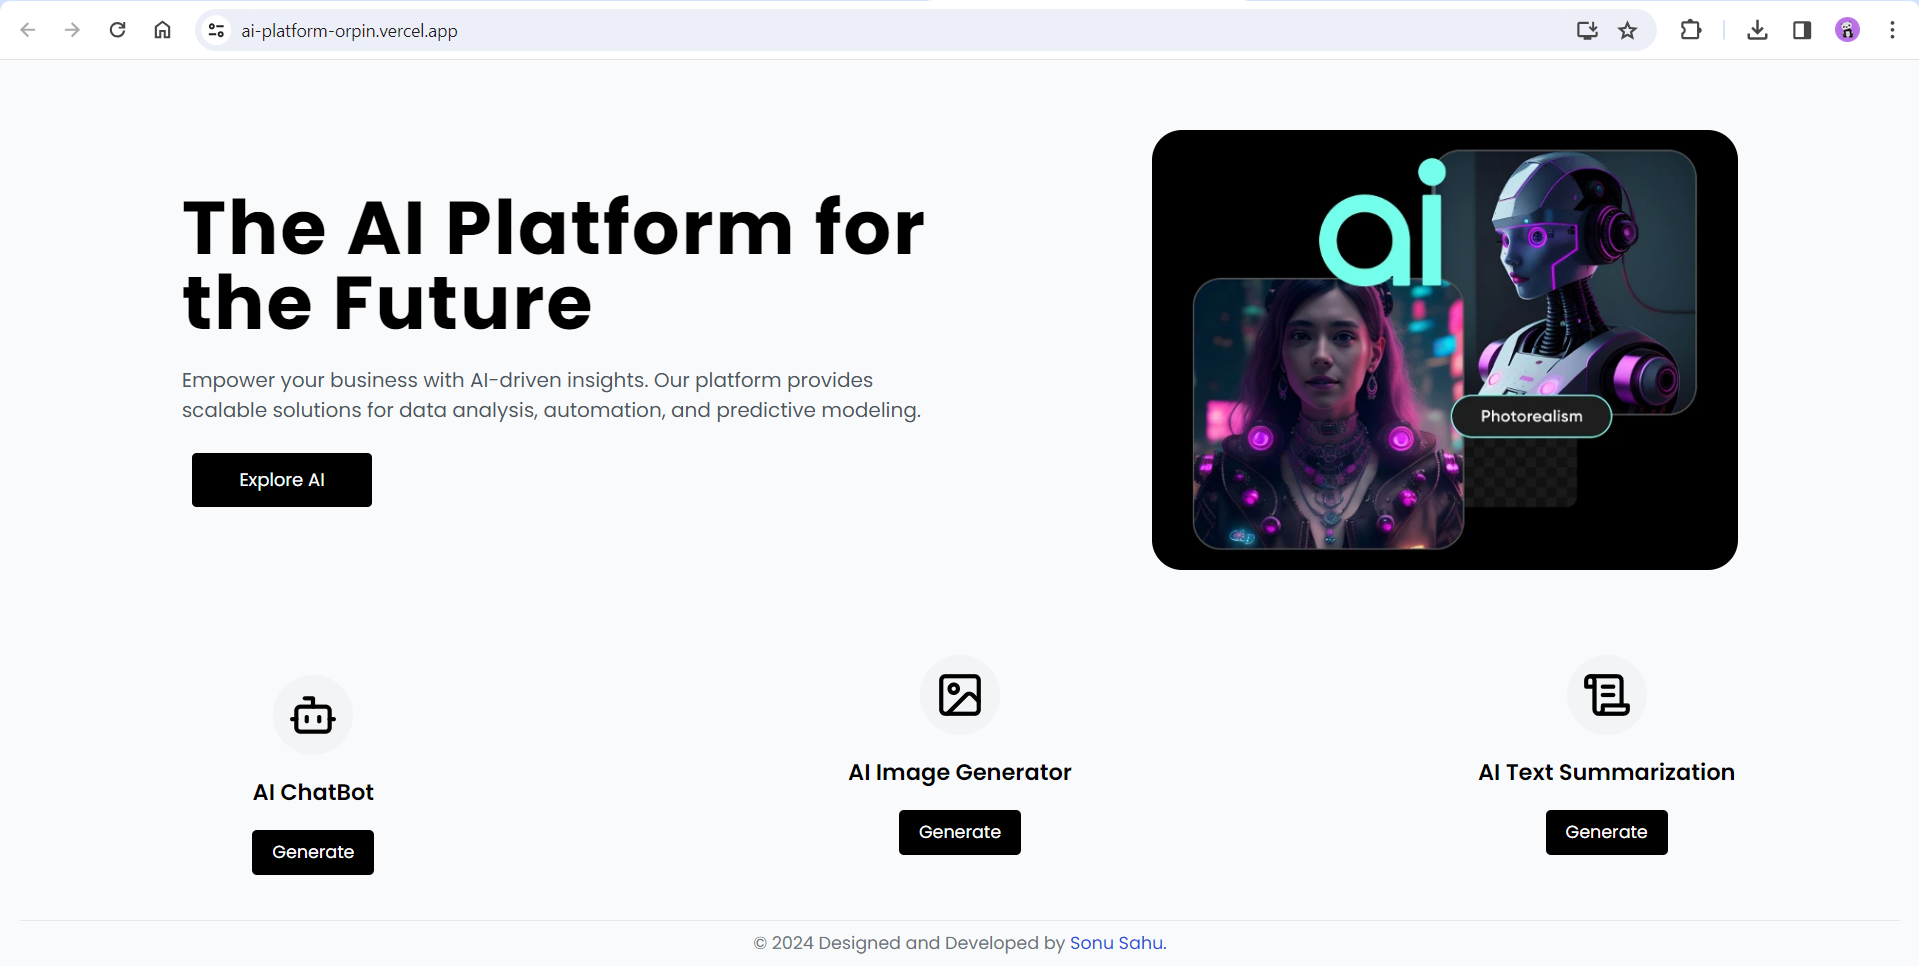 ai-platform-orpin.vercel.app
The AI Platform for
the Future
Empower your business with AI-driven insights. Our platform provides
scalable solutions for data analysis, automation, and predictive modeling.
Explore AI
ai
Photorealism
AI ChatBot
Generate
AI Image Generator
Generate
AI Text Summarization
Generate
© 2024 Designed and Developed by Sonu Sahu.